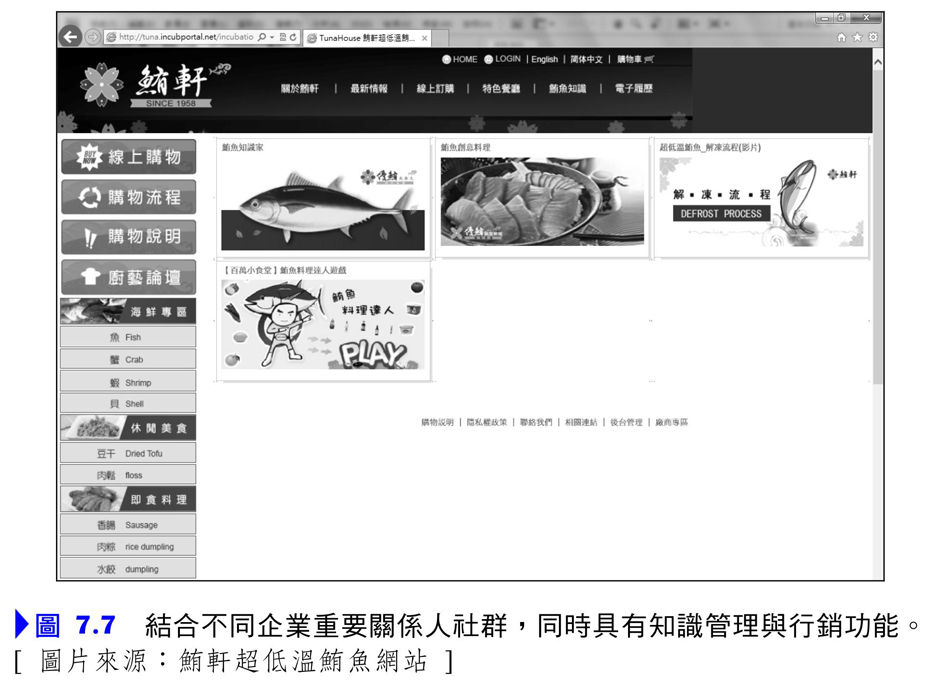 http://tuna.incubportal.net/incubatio
TunaHouse 鮪軒超低溫鮪...
HOME LOGIN | English | 简体中文 | 購物車
鮪軒
SINCE 1958
關於鮪軒 | 最新情報 | 線上訂購 | 特色餐廳 | 鮪魚知識 | 電子履歷
BUY NOW 線上購物
購物流程
購物說明
廚藝論壇
海鮮專區
魚 Fish
蟹 Crab
蝦 Shrimp
貝 Shell
休閒美食
豆干 Dried Tofu
肉鬆 floss
即食料理
香腸 Sausage
肉粽 rice dumpling
水餃 dumpling
鮪魚知識家
鮪魚創意料理
超低溫鮪魚_解凍流程(影片)
鮪軒
解凍流程
DEFROST PROCESS
【百萬小食堂】鮪魚料理達人遊戲
鮪魚
料理達人
PLAY
購物說明 | 隱私權政策 | 聯絡我們 | 相關連結 | 後台管理 | 廠商專區
圖 7.7 結合不同企業重要關係人社群，同時具有知識管理與行銷功能。
[ 圖片來源：鮪軒超低溫鮪魚網站 ]